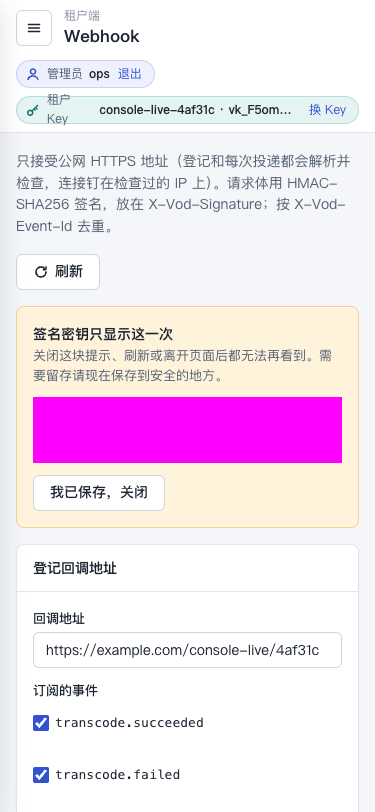 租户端
Webhook
管理员 ops 退出
租户 Key console-live-4af31c · vk_F5om... 换 Key
只接受公网 HTTPS 地址（登记和每次投递都会解析并
检查，连接钉在检查过的 IP 上）。请求体用 HMAC-
SHA256 签名，放在 X-Vod-Signature；按 X-Vod-
Event-Id 去重。
刷新
签名密钥只显示这一次
关闭这块提示、刷新或离开页面后都无法再看到。需
要留存请现在保存到安全的地方。
我已保存，关闭
登记回调地址
回调地址
https://example.com/console-live/4af31c
订阅的事件
transcode.succeeded
transcode.failed